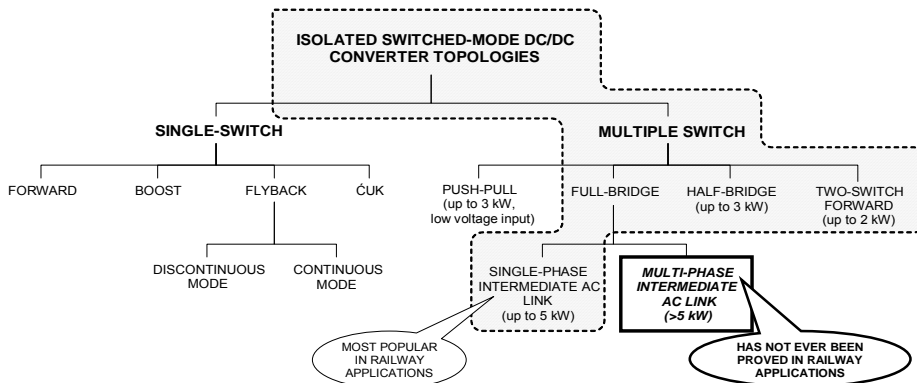 ISOLATED SWITCHED-MODE DC/DC
CONVERTER TOPOLOGIES
SINGLE-SWITCH
MULTIPLE SWITCH
FORWARD
BOOST
FLYBACK
ĆUK
PUSH-PULL
(up to 3 kW,
low voltage input)
FULL-BRIDGE
HALF-BRIDGE
(up to 3 kW)
TWO-SWITCH
FORWARD
(up to 2 kW)
DISCONTINUOUS
MODE
CONTINUOUS
MODE
SINGLE-PHASE
INTERMEDIATE AC
LINK
(up to 5 kW)
MULTI-PHASE
INTERMEDIATE
AC LINK
(>5 kW)
MOST POPULAR
IN RAILWAY
APPLICATIONS
HAS NOT EVER BEEN
PROVED IN RAILWAY
APPLICATIONS